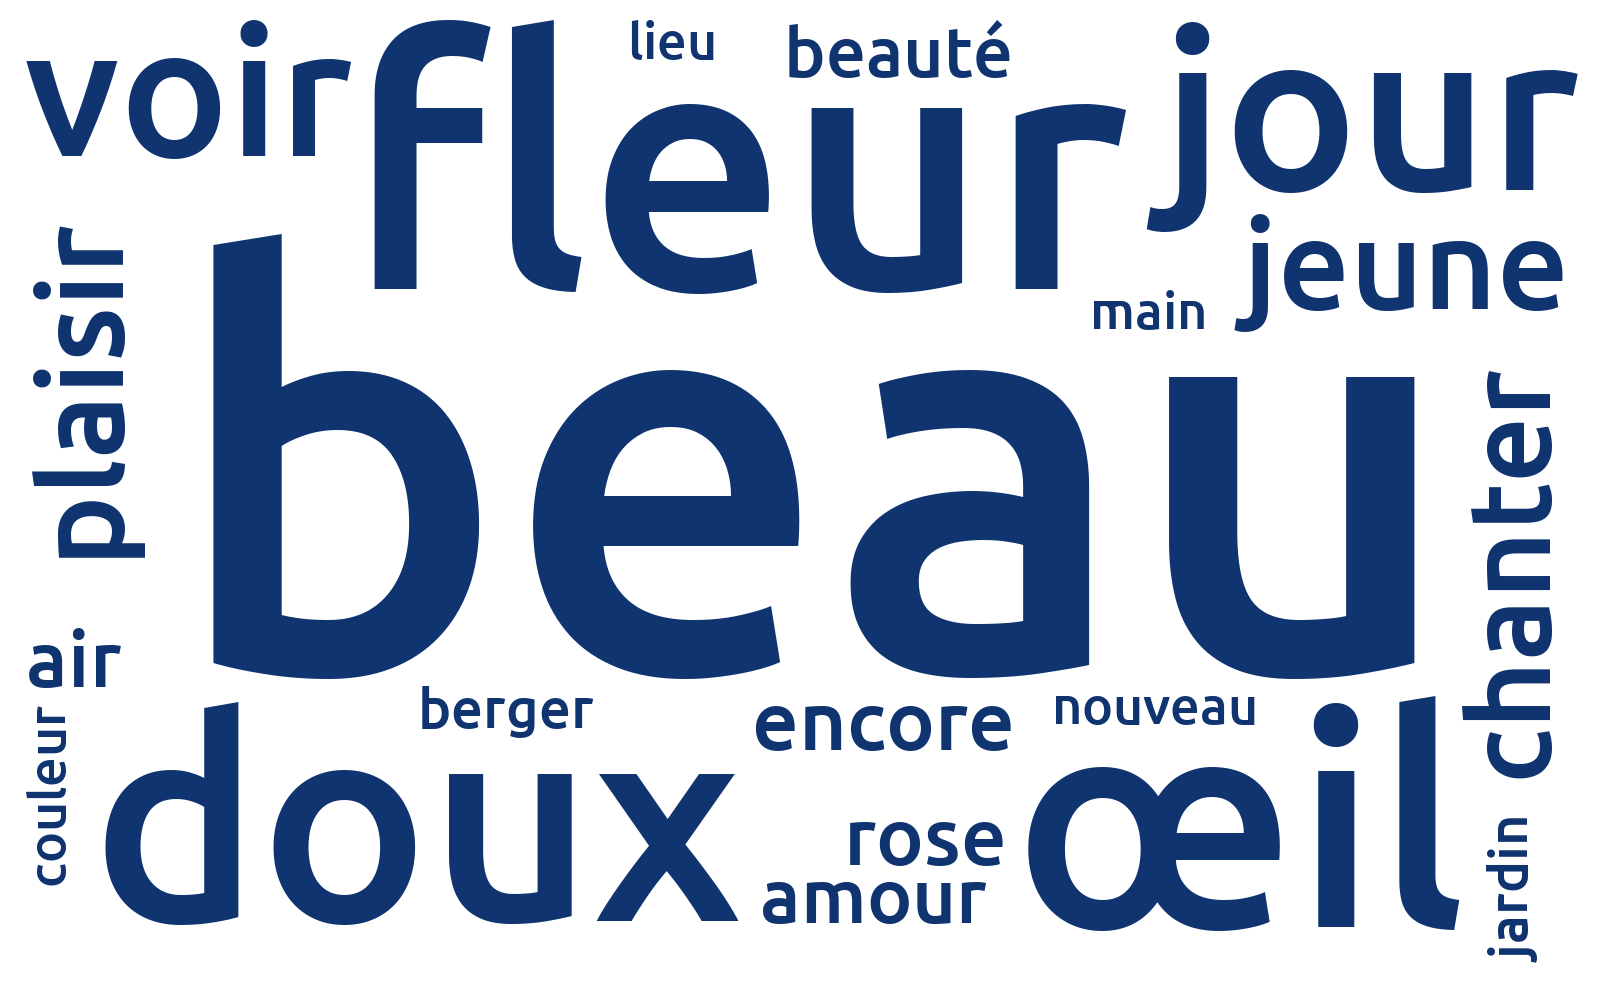 voir
fleur
lieu
beauté
jour
jeune
main
plaisir
beau
chanter
air
couleur
doux
berger
encore
nouveau
œil
rose
amour
jardin